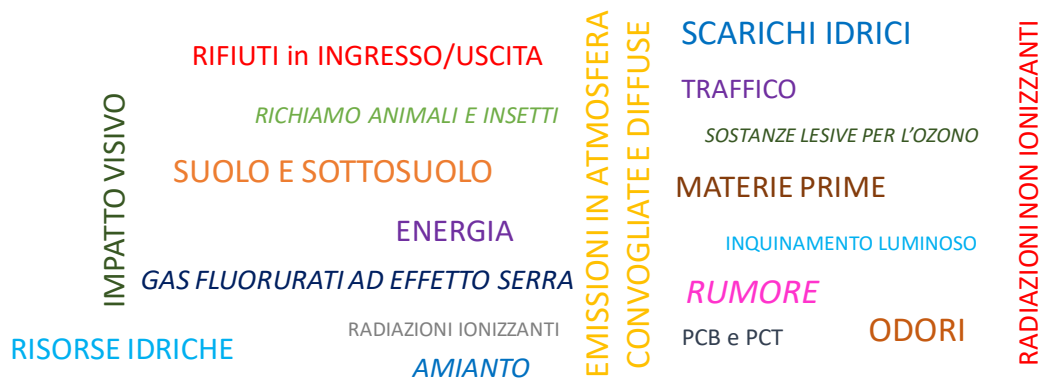 RIFIUTI in INGRESSO/USCITA
RICHIAMO ANIMALI E INSETTI
IMPATTO VISIVO
SUOLO E SOTTOSUOLO
ENERGIA
GAS FLUORURATI AD EFFETTO SERRA
RADIAZIONI IONIZZANTI
RISORSE IDRICHE
AMIANTO
EMISSIONI IN ATMOSFERA
CONVOGLIATE E DIFFUSE
SCARICHI IDRICI
TRAFFICO
SOSTANZE LESIVE PER L’OZONO
MATERIE PRIME
INQUINAMENTO LUMINOSO
RUMORE
PCB e PCT
ODORI
RADIAZIONI NON IONIZZANTI